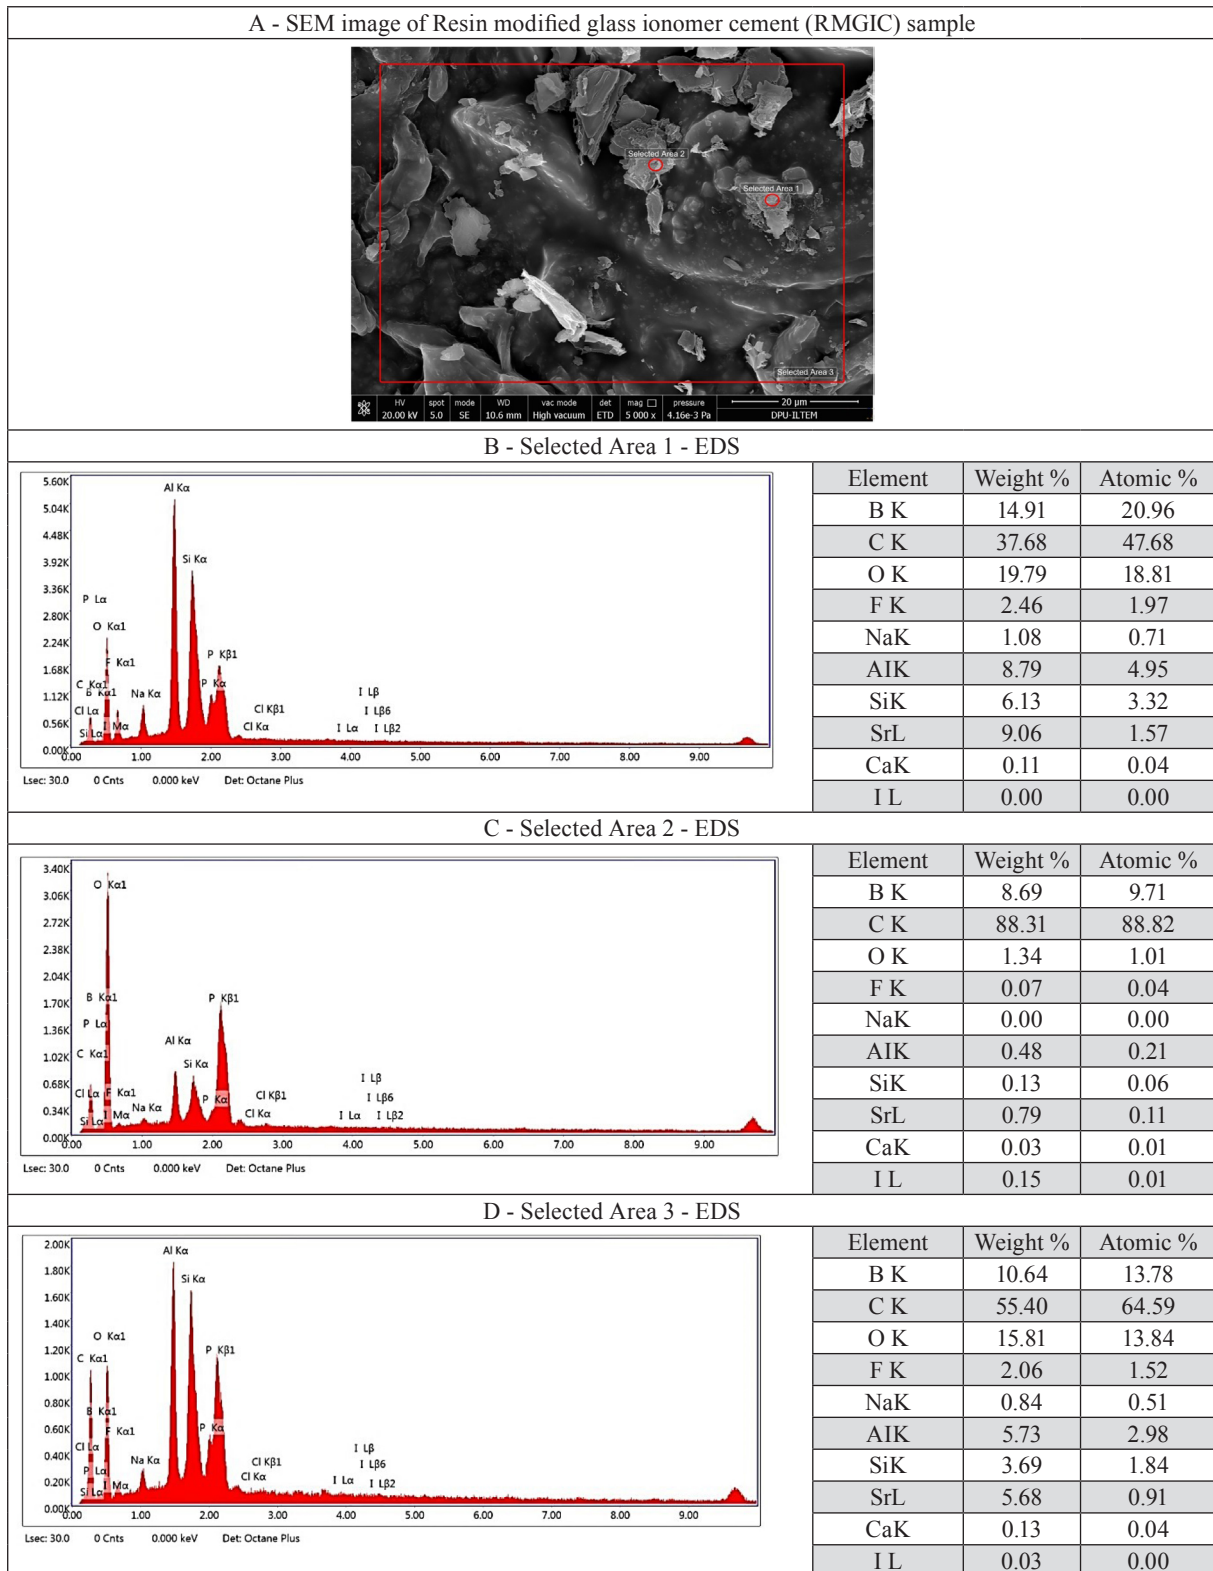 A - SEM image of Resin modified glass ionomer cement (RMGIC) sample
Selected Area 2
Selected Area 1
Selected Area 3
HV spot mode WD vac mode det mag pressure 20 µm
20.00 kV 5.0 SE 10.6 mm High vacuum ETD 5 000 x 4.16e-3 Pa DPU-ILTEM
B - Selected Area 1 - EDS
5.60K
5.04K
4.48K
3.92K
3.36K
2.80K
2.24K
1.68K
1.12K
0.56K
0.00K
Al Kα
Si Kα
P Lα
O Kα1
F Kα1
P Kβ1
C Kα1
B Kα1
Na Kα
P Kα
Cl Lα
I Mα
Si Lα
Cl Kβ1
Cl Kα
I Lβ
I Lβ6
I Lα I Lβ2
0.00 1.00 2.00 3.00 4.00 5.00 6.00 7.00 8.00 9.00
Lsec: 30.0 0 Cnts 0.000 keV Det: Octane Plus
Element Weight % Atomic %
B K 14.91 20.96
C K 37.68 47.68
O K 19.79 18.81
F K 2.46 1.97
NaK 1.08 0.71
AIK 8.79 4.95
SiK 6.13 3.32
SrL 9.06 1.57
CaK 0.11 0.04
I L 0.00 0.00
C - Selected Area 2 - EDS
3.40K
3.06K
2.72K
2.38K
2.04K
1.70K
1.36K
1.02K
0.68K
0.34K
0.00K
O Kα1
B Kα1
P Kβ1
P Lα
Al Kα
C Kα1
Si Kα
Cl Lα
F Kα1
P Kα
Na Kα
Mα
Si Lα
Cl Kβ1
Cl Kα
I Lβ
I Lβ6
I Lα I Lβ2
0.00 1.00 2.00 3.00 4.00 5.00 6.00 7.00 8.00 9.00
Lsec: 30.0 0 Cnts 0.000 keV Det: Octane Plus
Element Weight % Atomic %
B K 8.69 9.71
C K 88.31 88.82
O K 1.34 1.01
F K 0.07 0.04
NaK 0.00 0.00
AIK 0.48 0.21
SiK 0.13 0.06
SrL 0.79 0.11
CaK 0.03 0.01
I L 0.15 0.01
D - Selected Area 3 - EDS
2.00K
1.80K
1.60K
1.40K
1.20K
1.00K
0.80K
0.60K
0.40K
0.20K
0.00K
Al Kα
Si Kα
O Kα1
P Kβ1
C Kα1
B Kα1
F Kα1
P Kα
Cl Lα
Na Kα
P Lα
I Mα
Si Lα
Cl Kβ1
Cl Kα
I Lβ
I Lβ6
I Lα I Lβ2
0.00 1.00 2.00 3.00 4.00 5.00 6.00 7.00 8.00 9.00
Lsec: 30.0 0 Cnts 0.000 keV Det: Octane Plus
Element Weight % Atomic %
B K 10.64 13.78
C K 55.40 64.59
O K 15.81 13.84
F K 2.06 1.52
NaK 0.84 0.51
AIK 5.73 2.98
SiK 3.69 1.84
SrL 5.68 0.91
CaK 0.13 0.04
I L 0.03 0.00